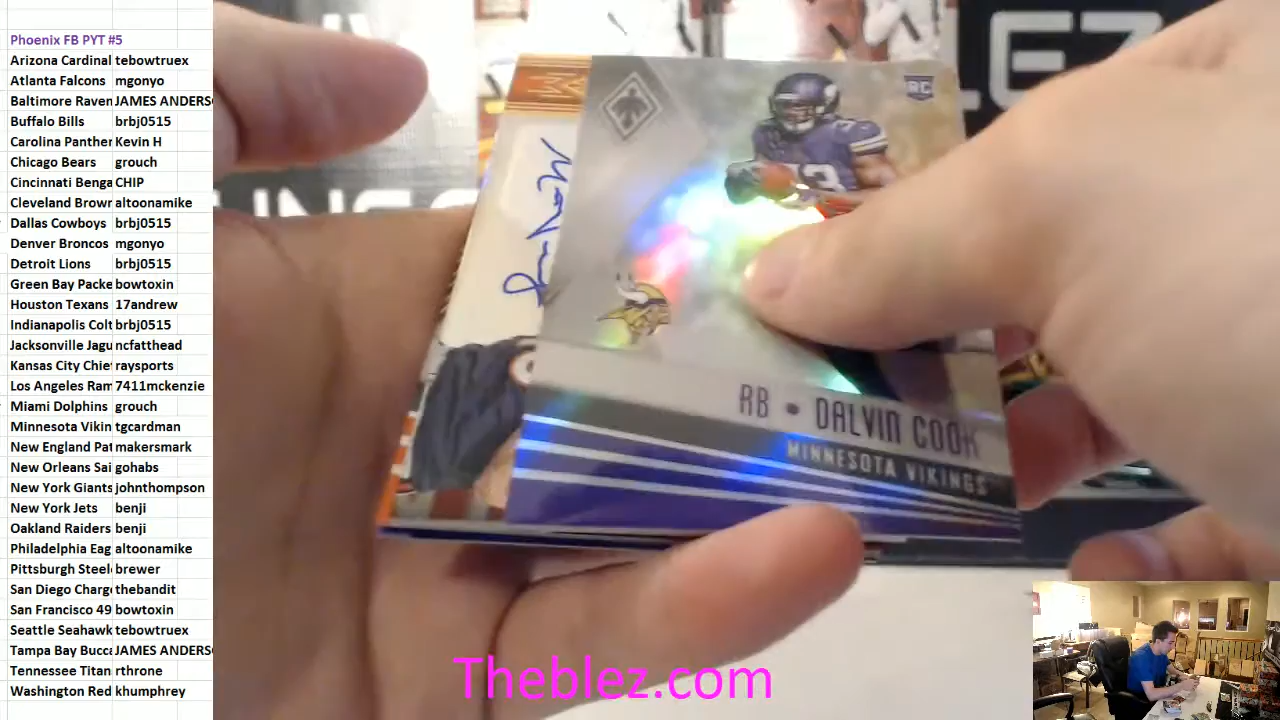 Phoenix FB PYT #5
Arizona Cardinal tebowtruex
Atlanta Falcons mgonyo
Baltimore Raven JAMES ANDERS
Buffalo Bills brbj0515
Carolina Panther Kevin H
Chicago Bears grouch
Cincinnati Benga CHIP
Cleveland Brown altoonamike
Dallas Cowboys brbj0515
Denver Broncos mgonyo
Detroit Lions brbj0515
Green Bay Packe bowtoxin
Houston Texans 17andrew
Indianapolis Colt brbj0515
Jacksonville Jagu ncfatthead
Kansas City Chie raysports
Los Angeles Ram 7411mckenzie
Miami Dolphins grouch
Minnesota Vikin tgcardman
New England Pat makersmark
New Orleans Sai gohabs
New York Giants johnthompson
New York Jets benji
Oakland Raiders benji
Philadelphia Eag altoonamike
Pittsburgh Steel brewer
San Diego Charg thebandit
San Francisco 49 bowtoxin
Seattle Seahawk tebowtruex
Tampa Bay Bucca JAMES ANDERS
Tennessee Titan rthrone
Washington Red khumphrey
RC
RB • DALVIN COOK
MINNESOTA VIKINGS
Theblez.com